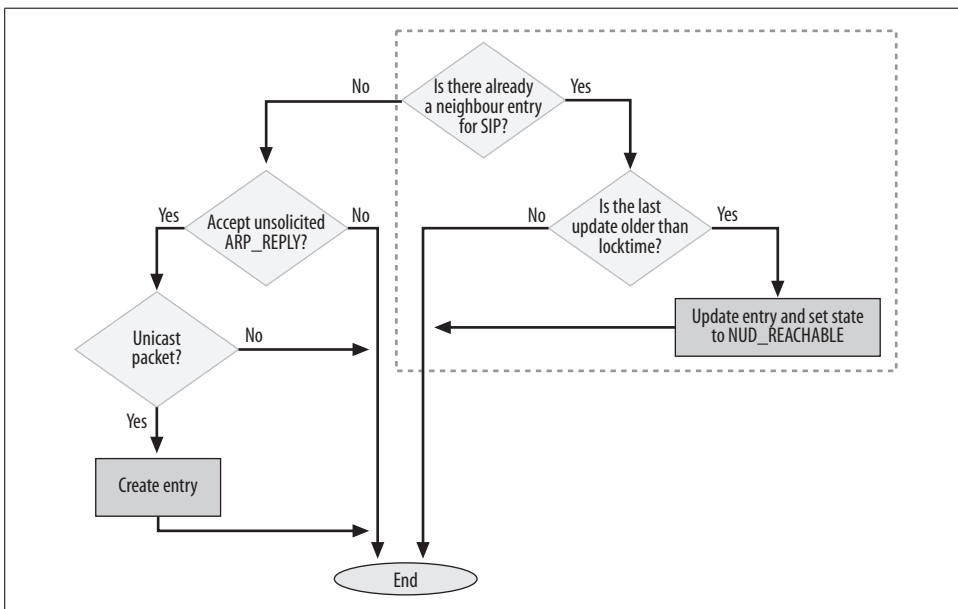 No
Is there already
a neighbour entry
for SIP?
Yes
Yes
Accept unsolicited
ARP_REPLY?
No
No
Is the last
update older than
locktime?
Yes
Unicast
packet?
No
Update entry and set state
to NUD_REACHABLE
Yes
Create entry
End